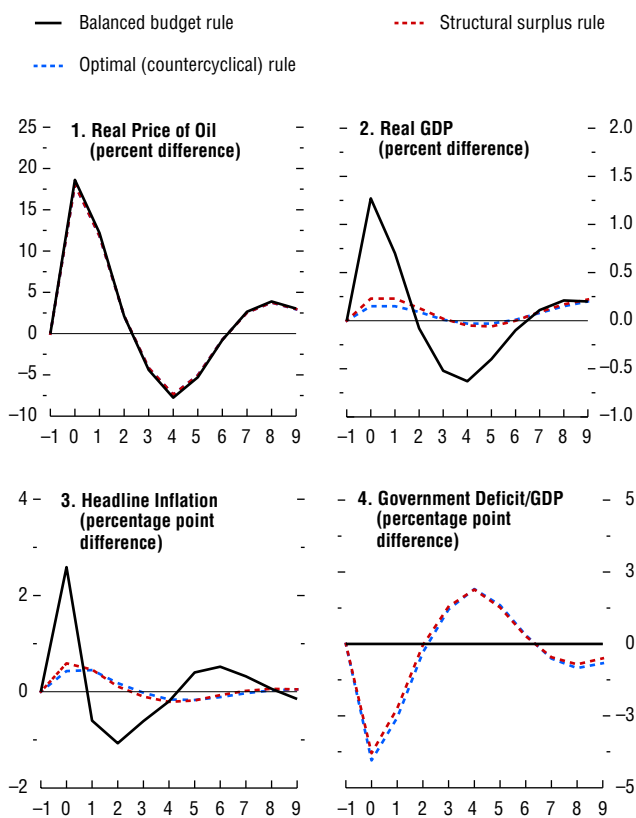 Balanced budget rule
Structural surplus rule
Optimal (countercyclical) rule
1. Real Price of Oil
(percent difference)
25
20
15
10
5
0
–5
–10
–1 0 1 2 3 4 5 6 7 8 9
2. Real GDP
(percent difference)
2.0
1.5
1.0
0.5
0.0
–0.5
–1.0
–1 0 1 2 3 4 5 6 7 8 9
3. Headline Inflation
(percentage point
difference)
4
2
0
–2
–1 0 1 2 3 4 5 6 7 8 9
4. Government Deficit/GDP
(percentage point
difference)
5
3
0
–3
–5
–1 0 1 2 3 4 5 6 7 8 9